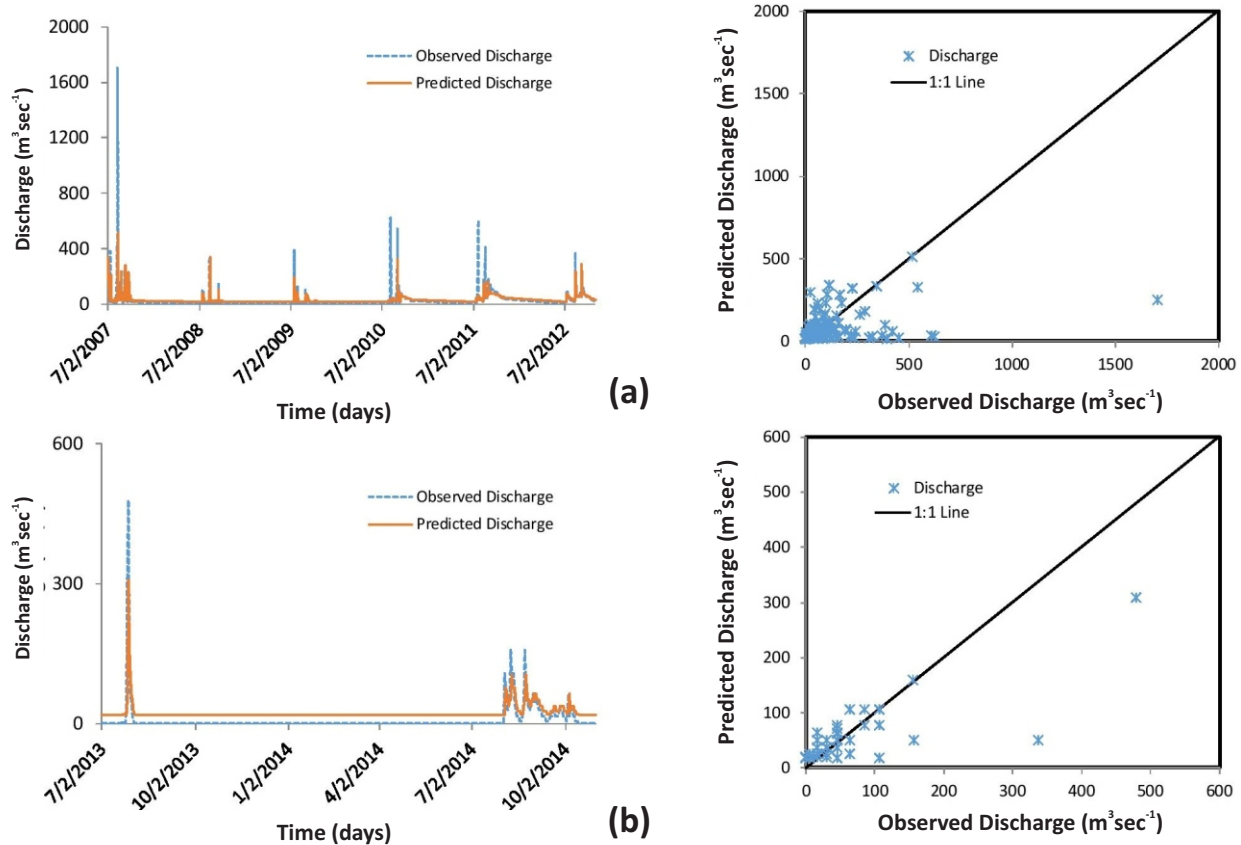 2000
1600
1200
800
400
0
Discharge (m³sec⁻¹)
Observed Discharge
Predicted Discharge
7/2/2007
7/2/2008
7/2/2009
7/2/2010
7/2/2011
7/2/2012
Time (days)
(a)
2000
1500
1000
500
0
Predicted Discharge (m³sec⁻¹)
Discharge
1:1 Line
0
500
1000
1500
2000
Observed Discharge (m³sec⁻¹)
600
300
0
Discharge (m³sec⁻¹)
Observed Discharge
Predicted Discharge
7/2/2013
10/2/2013
1/2/2014
4/2/2014
7/2/2014
10/2/2014
Time (days)
(b)
600
500
400
300
200
100
0
Predicted Discharge (m³sec⁻¹)
Discharge
1:1 Line
0
100
200
300
400
500
600
Observed Discharge (m³sec⁻¹)